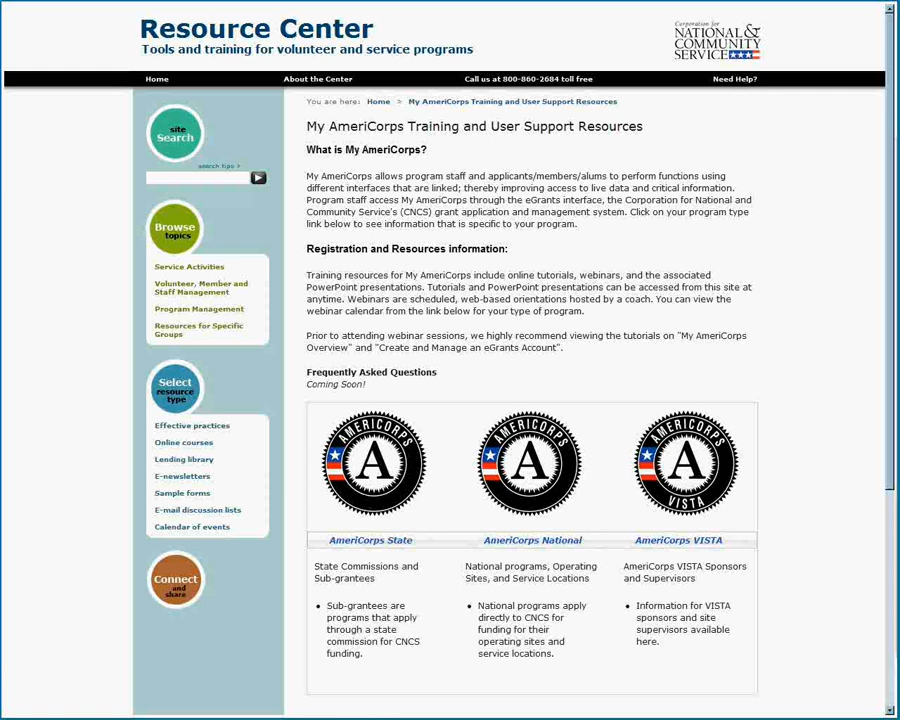 Resource Center
Tools and training for volunteer and service programs
Corporation for
NATIONAL &
COMMUNITY
SERVICE
Home
About the Center
Call us at 800-860-2684 toll free
Need Help?
site
Search
search tips >
Browse
topics
Service Activities
Volunteer, Member and
Staff Management
Program Management
Resources for Specific
Groups
Select
resource
type
Effective practices
Online courses
Lending library
E-newsletters
Sample forms
E-mail discussion lists
Calendar of events
Connect
and
share
You are here: Home > My AmeriCorps Training and User Support Resources
My AmeriCorps Training and User Support Resources
What is My AmeriCorps?
My AmeriCorps allows program staff and applicants/members/alums to perform functions using
different interfaces that are linked; thereby improving access to live data and critical information.
Program staff access My AmeriCorps through the eGrants interface, the Corporation for National and
Community Service's (CNCS) grant application and management system. Click on your program type
link below to see information that is specific to your program.
Registration and Resources information:
Training resources for My AmeriCorps include online tutorials, webinars, and the associated
PowerPoint presentations. Tutorials and PowerPoint presentations can be accessed from this site at
anytime. Webinars are scheduled, web-based orientations hosted by a coach. You can view the
webinar calendar from the link below for your type of program.
Prior to attending webinar sessions, we highly recommend viewing the tutorials on "My AmeriCorps
Overview" and "Create and Manage an eGrants Account".
Frequently Asked Questions
Coming Soon!
AMERICORPS
A
AMERICORPS
A
AMERICORPS
A
VISTA
AmeriCorps State
State Commissions and
Sub-grantees
• Sub-grantees are
programs that apply
through a state
commission for CNCS
funding.
AmeriCorps National
National programs, Operating
Sites, and Service Locations
• National programs apply
directly to CNCS for
funding for their
operating sites and
service locations.
AmeriCorps VISTA
AmeriCorps VISTA Sponsors
and Supervisors
• Information for VISTA
sponsors and site
supervisors available
here.